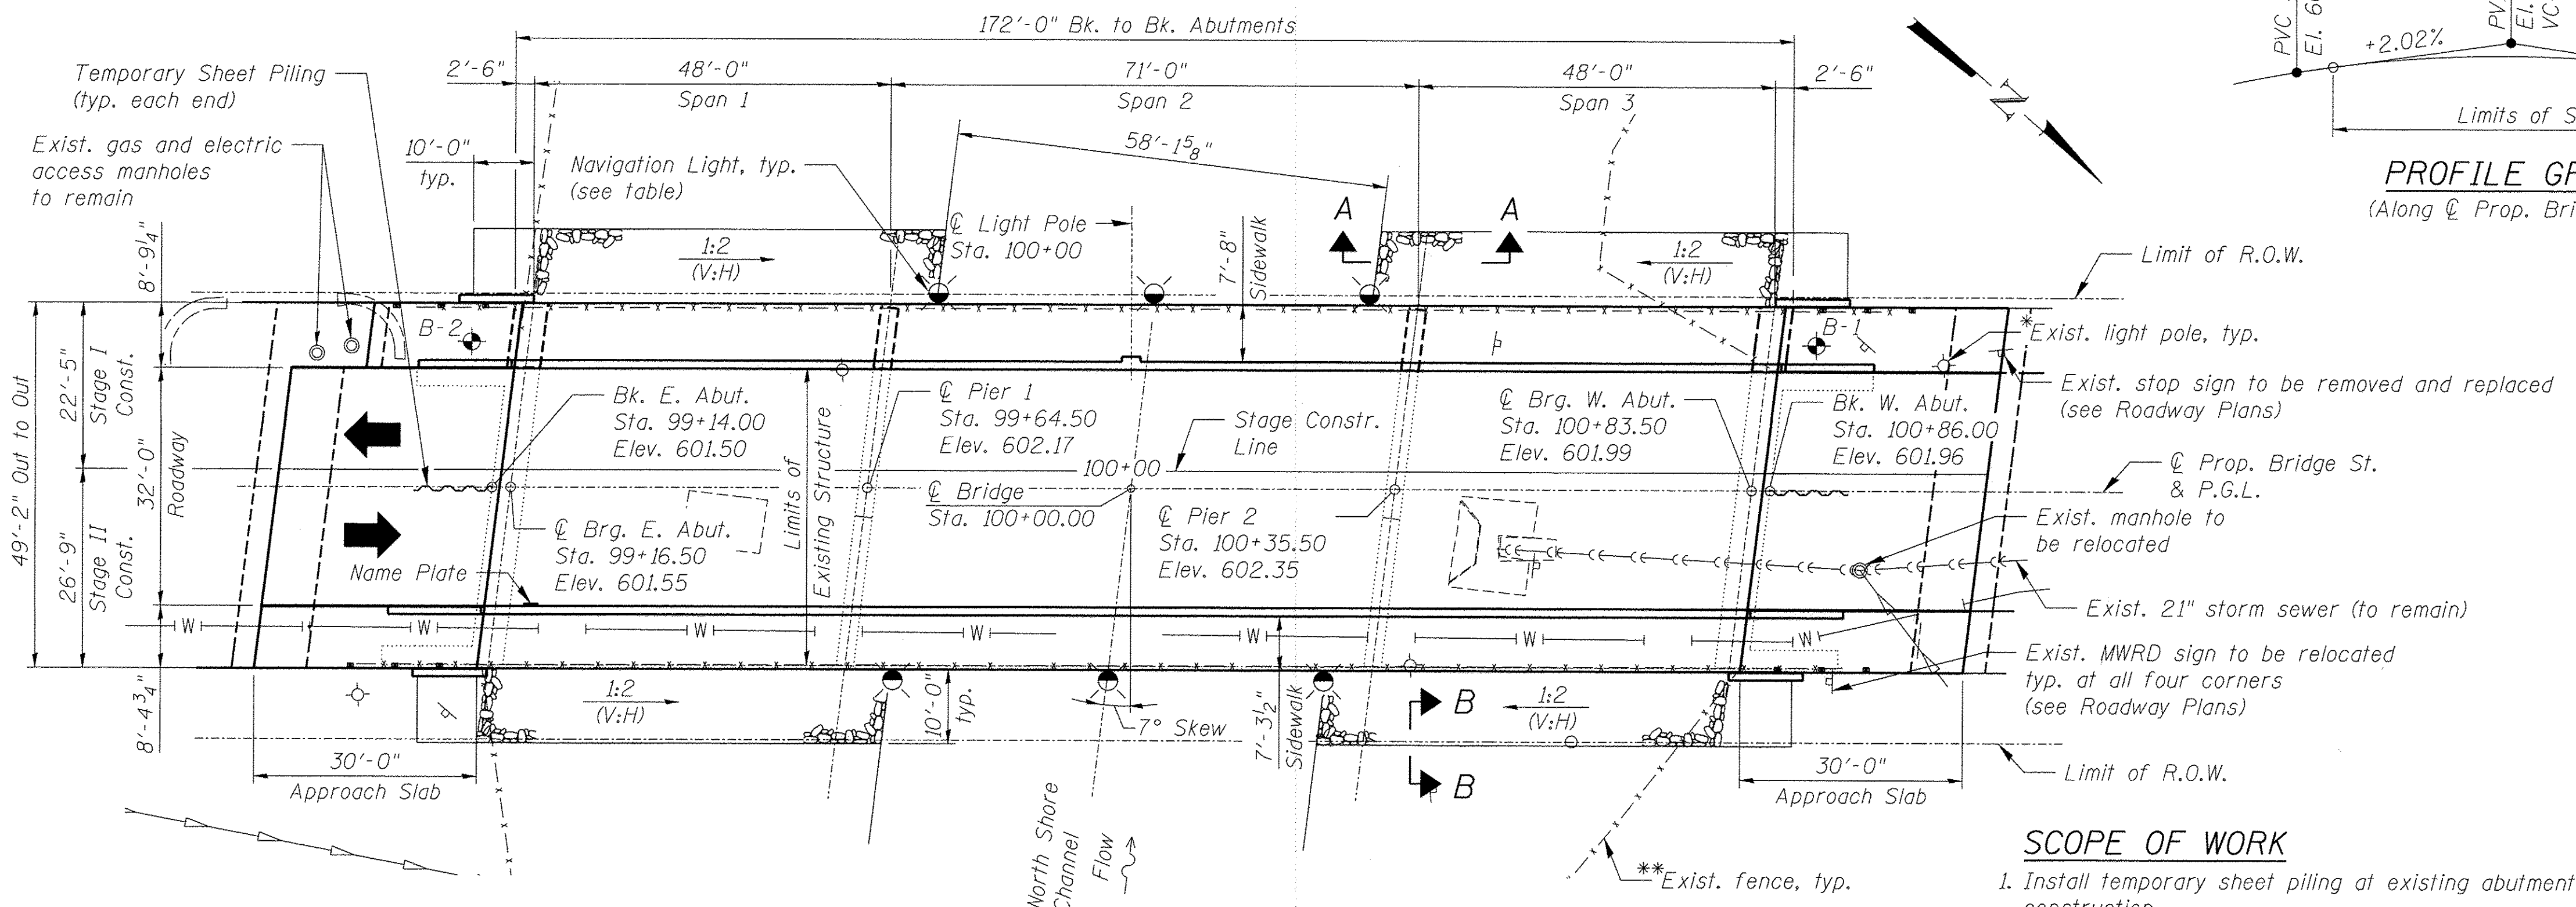 172'-0" Bk. to Bk. Abutments
2'-6"
48'-0"
Span 1
71'-0"
Span 2
48'-0"
Span 3
2'-6"
Temporary Sheet Piling
(typ. each end)
Exist. gas and electric
access manholes
to remain
10'-0"
typ.
Navigation Light, typ.
(see table)
58'-1 5/8"
℄ Light Pole
Sta. 100+00
7'-8"
Sidewalk
A
A
N
PVC
El. 6
+2.02%
PV
El.
VC
Limits of S
PROFILE GR
(Along ℄ Prop. Bri
8'-9 1/4"
1:2
(V:H)
1:2
(V:H)
Limit of R.O.W.
B-2
B-1
*Exist. light pole, typ.
Exist. stop sign to be removed and replaced
(see Roadway Plans)
49'-2" Out to Out
22'-5"
Stage I
Const.
32'-0"
Roadway
26'-9"
Stage II
Const.
8'-4 3/4"
Bk. E. Abut.
Sta. 99+14.00
Elev. 601.50
Limits of
Existing Structure
℄ Pier 1
Sta. 99+64.50
Elev. 602.17
Stage Constr.
Line
100+00
℄ Bridge
Sta. 100+00.00
℄ Brg. W. Abut.
Sta. 100+83.50
Elev. 601.99
Bk. W. Abut.
Sta. 100+86.00
Elev. 601.96
℄ Prop. Bridge St.
& P.G.L.
℄ Brg. E. Abut.
Sta. 99+16.50
Elev. 601.55
℄ Pier 2
Sta. 100+35.50
Elev. 602.35
Exist. manhole to
be relocated
Name Plate
Exist. 21" storm sewer (to remain)
W
W
W
W
W
W
W
Exist. MWRD sign to be relocated
typ. at all four corners
(see Roadway Plans)
1:2
(V:H)
10'-0"
typ.
7° Skew
7'-3 1/2"
Sidewalk
B
B
1:2
(V:H)
30'-0"
Approach Slab
30'-0"
Approach Slab
Limit of R.O.W.
North Shore
Channel
Flow
**Exist. fence, typ.
SCOPE OF WORK
1. Install temporary sheet piling at existing abutment
construction